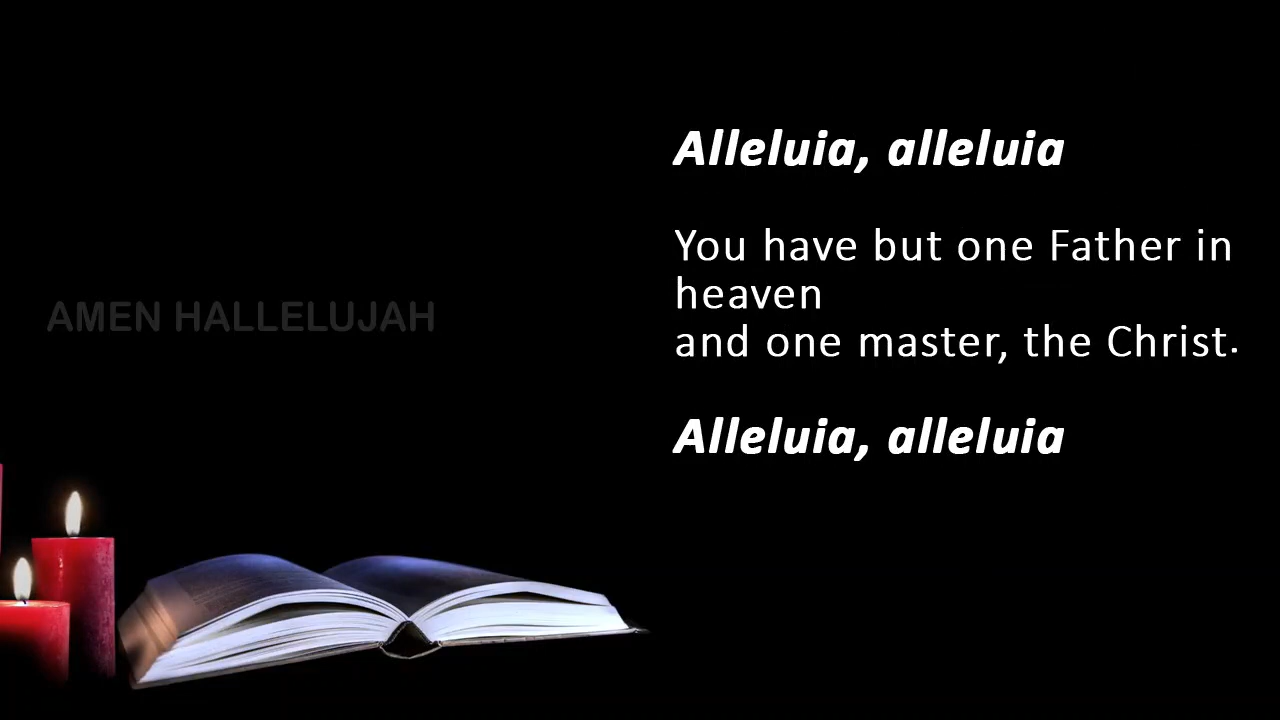 Alleluia, alleluia
You have but one Father in
heaven
and one master, the Christ.
Alleluia, alleluia
AMEN HALLELUJAH